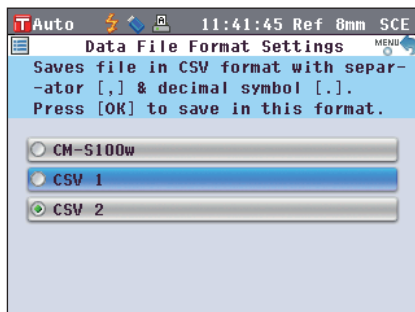 T Auto 11:41:45 Ref 8mm SCE
Data File Format Settings MENU
Saves file in CSV format with separ-
-ator [,] & decimal symbol [.].
Press [OK] to save in this format.
CM-S100w
CSV 1
CSV 2